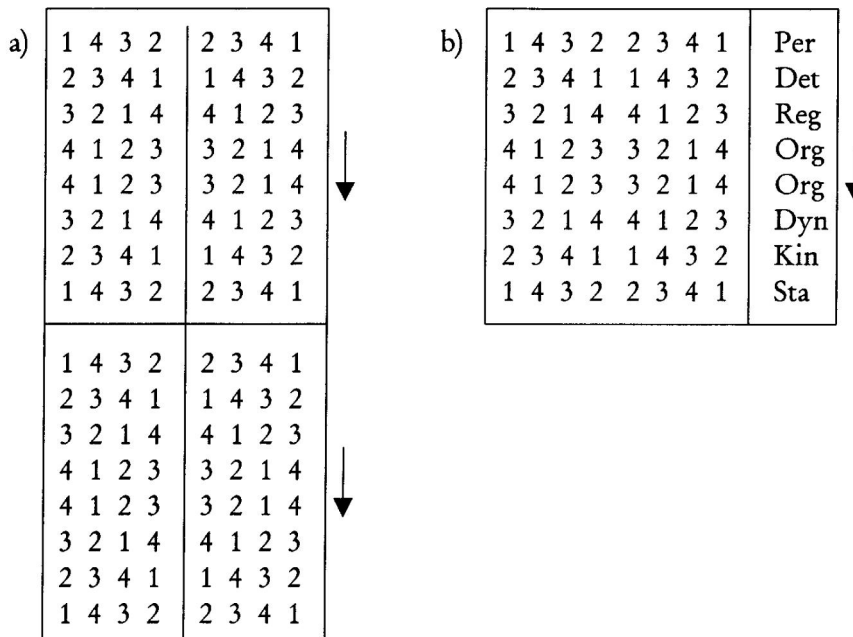 a)
1 4 3 2 2 3 4 1
2 3 4 1 1 4 3 2
3 2 1 4 4 1 2 3
4 1 2 3 3 2 1 4
4 1 2 3 3 2 1 4
3 2 1 4 4 1 2 3
2 3 4 1 1 4 3 2
1 4 3 2 2 3 4 1
1 4 3 2 2 3 4 1
2 3 4 1 1 4 3 2
3 2 1 4 4 1 2 3
4 1 2 3 3 2 1 4
4 1 2 3 3 2 1 4
3 2 1 4 4 1 2 3
2 3 4 1 1 4 3 2
1 4 3 2 2 3 4 1
b)
1 4 3 2 2 3 4 1 Per
2 3 4 1 1 4 3 2 Det
3 2 1 4 4 1 2 3 Reg
4 1 2 3 3 2 1 4 Org
4 1 2 3 3 2 1 4 Org
3 2 1 4 4 1 2 3 Dyn
2 3 4 1 1 4 3 2 Kin
1 4 3 2 2 3 4 1 Sta